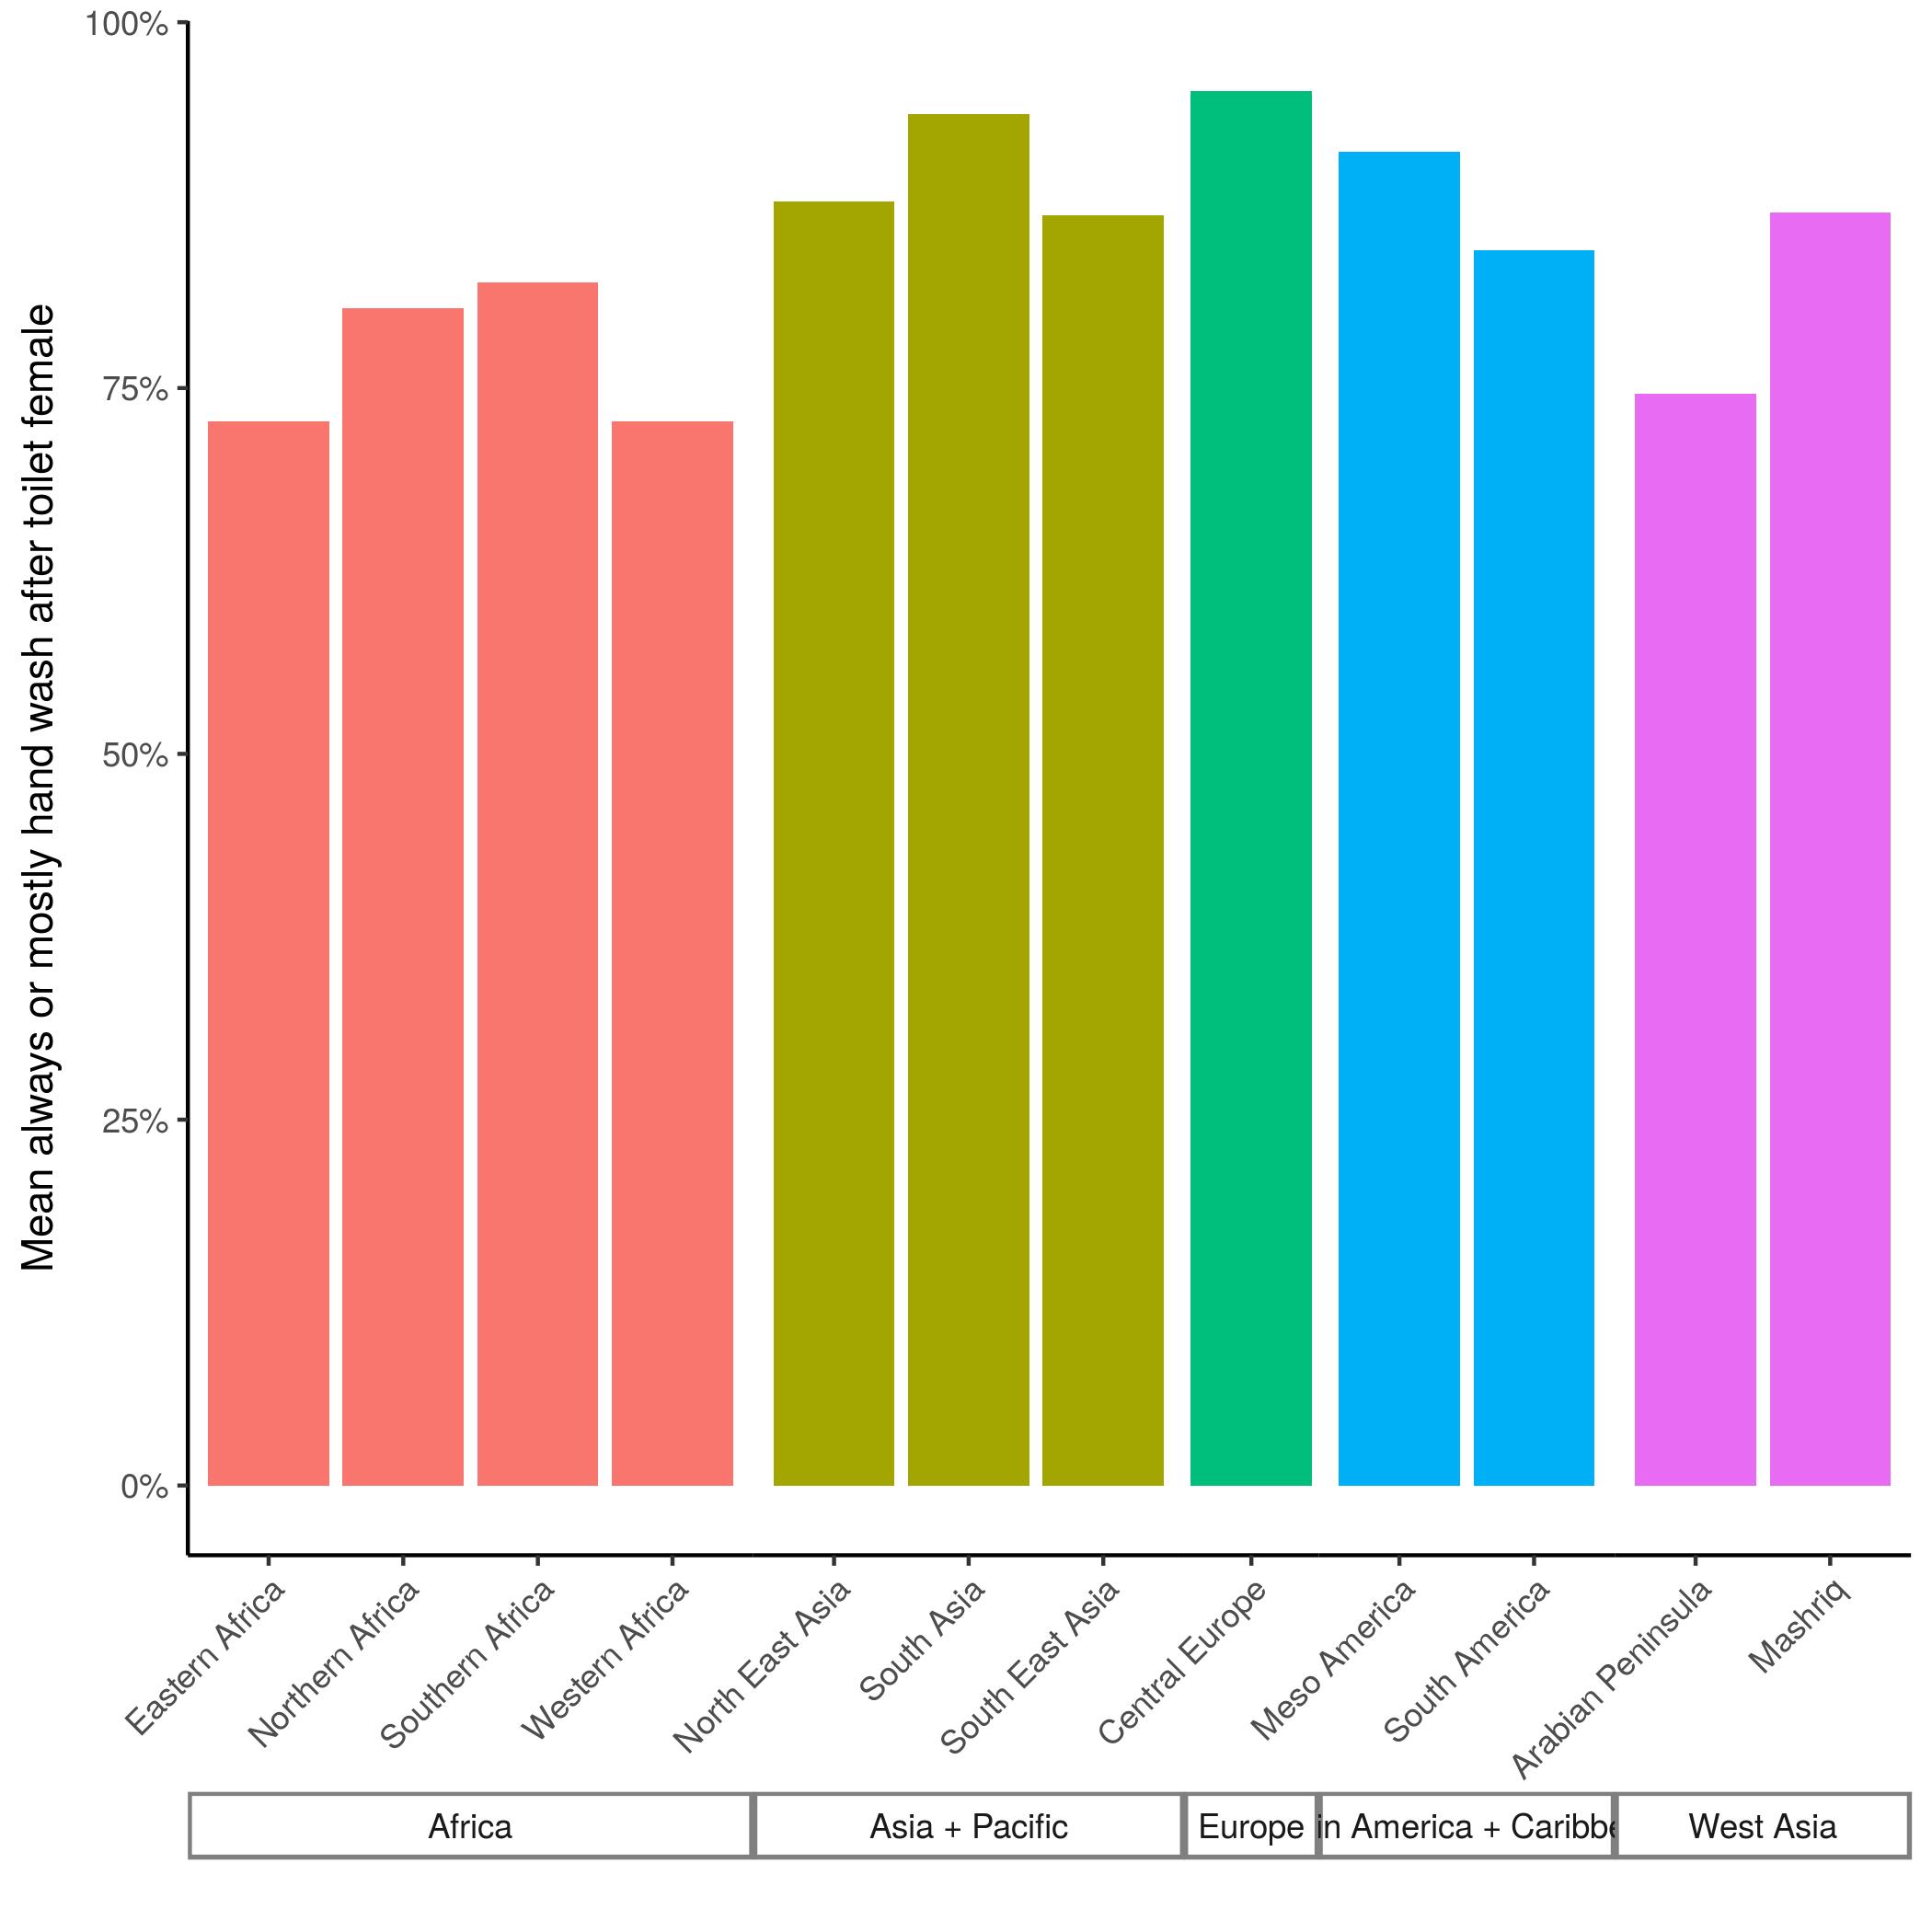 Mean always or mostly hand wash after toilet female
100%
75%
50%
25%
0%
Eastern Africa
Northern Africa
Southern Africa
Western Africa
North East Asia
South Asia
South East Asia
Central Europe
Meso America
South America
Arabian Peninsula
Mashriq
Africa
Asia + Pacific
Europe
in America + Caribbe
West Asia